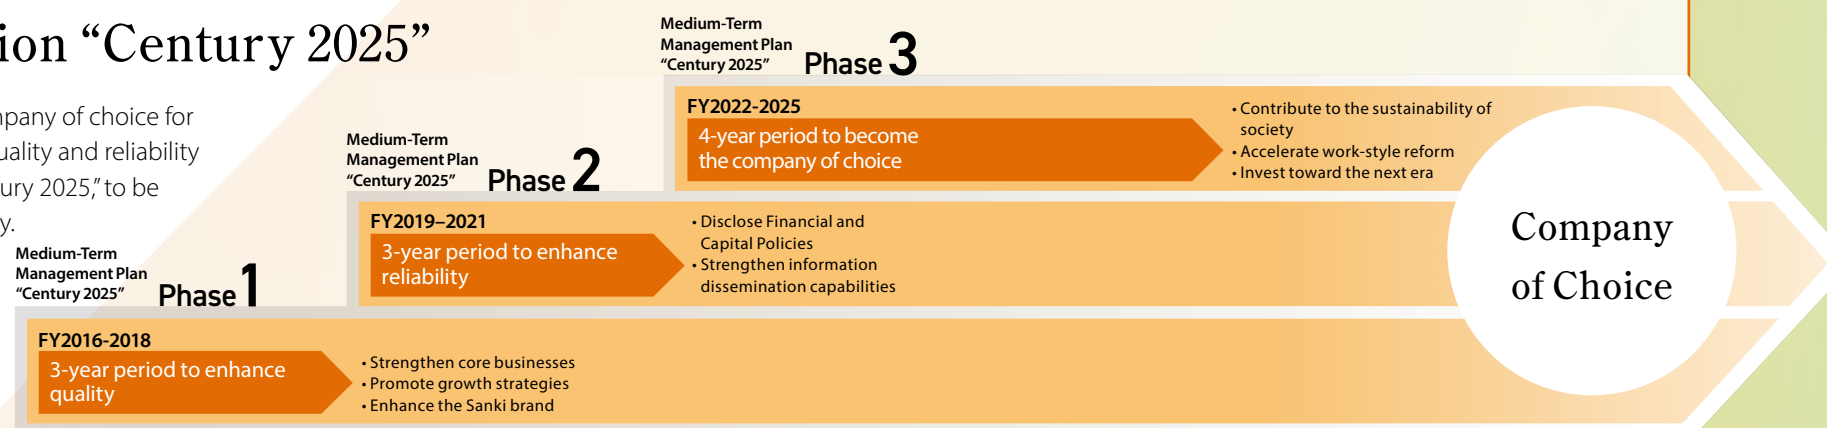 ion “Century 2025”
pany of choice for
uality and reliability
ury 2025,” to be
y.
Medium-Term
Management Plan
“Century 2025”
Phase 3
FY2022-2025
4-year period to become
the company of choice
• Contribute to the sustainability of
society
• Accelerate work-style reform
• Invest toward the next era
Medium-Term
Management Plan
“Century 2025”
Phase 2
FY2019–2021
3-year period to enhance
reliability
• Disclose Financial and
Capital Policies
• Strengthen information
dissemination capabilities
Medium-Term
Management Plan
“Century 2025”
Phase 1
FY2016-2018
3-year period to enhance
quality
• Strengthen core businesses
• Promote growth strategies
• Enhance the Sanki brand
Company
of Choice